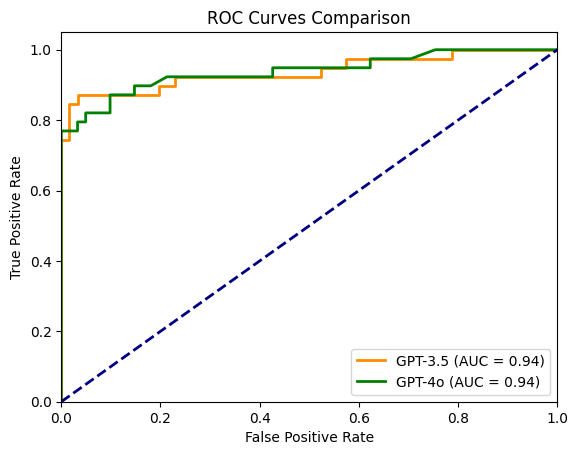 ROC Curves Comparison
True Positive Rate
1.0
0.8
0.6
0.4
0.2
0.0
0.0 0.2 0.4 0.6 0.8 1.0
False Positive Rate
GPT-3.5 (AUC = 0.94)
GPT-4o (AUC = 0.94)